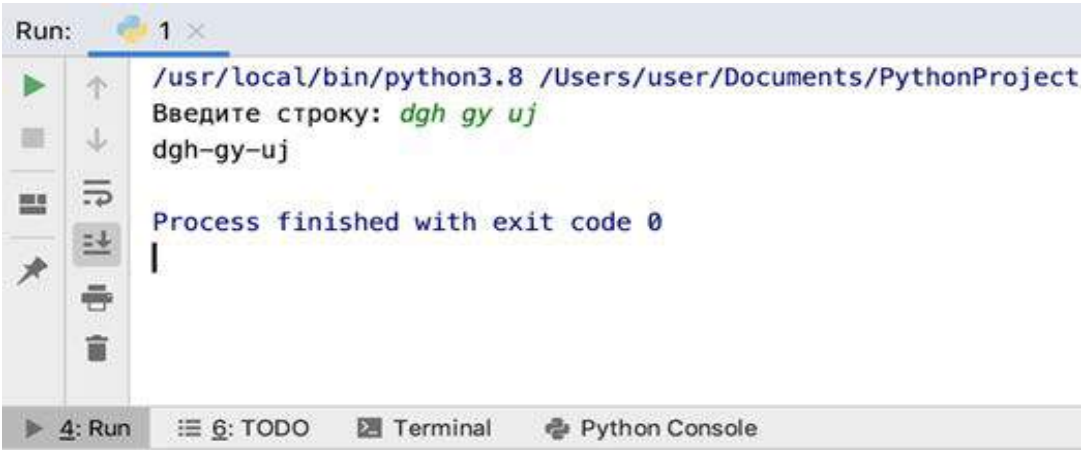 Run: 1
/usr/local/bin/python3.8 /Users/user/Documents/PythonProject
Введите строку: dgh gy uj
dgh-gy-uj
Process finished with exit code 0
4: Run 6: TODO Terminal Python Console